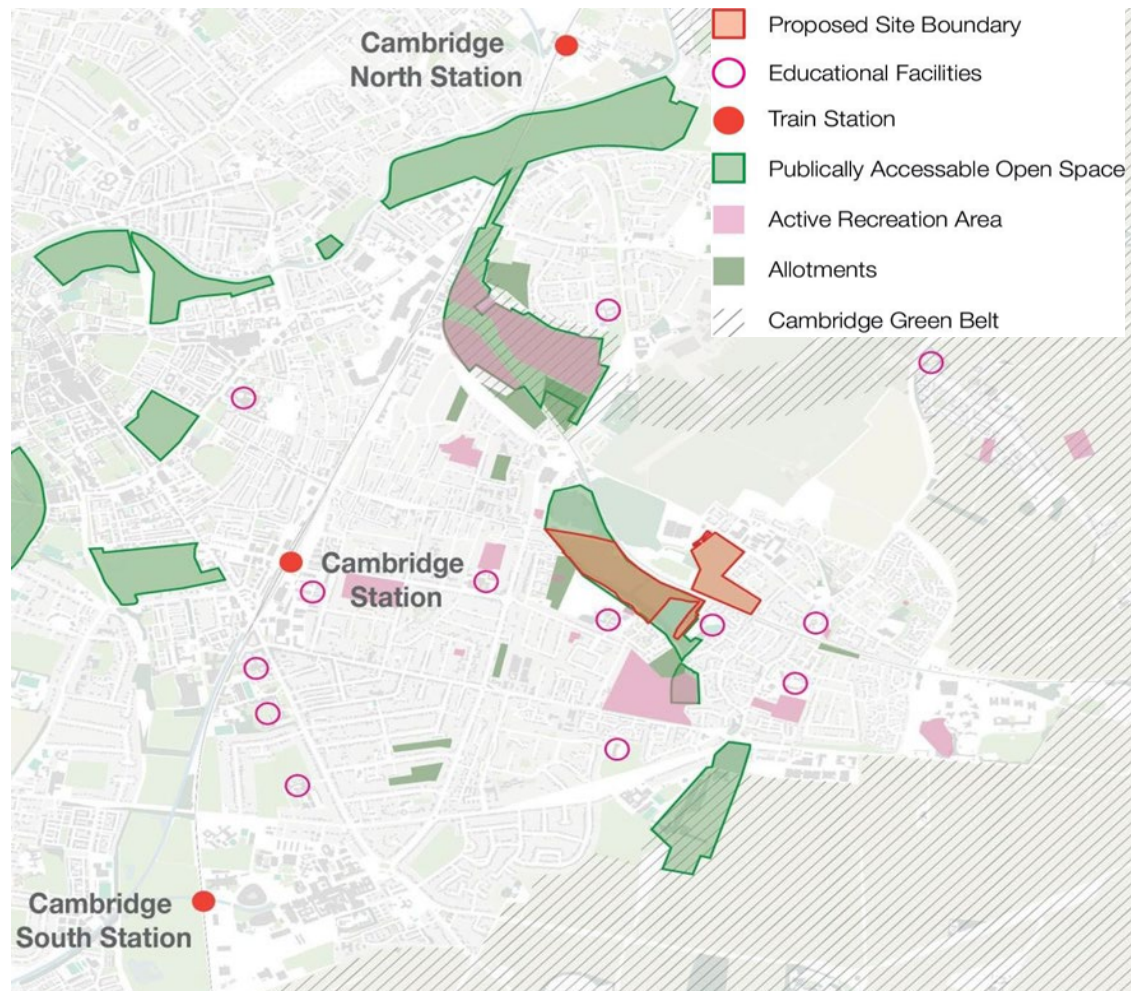 Cambridge
North Station
Proposed Site Boundary
Educational Facilities
Train Station
Publically Accessable Open Space
Active Recreation Area
Allotments
Cambridge Green Belt
Cambridge
Station
Cambridge
South Station